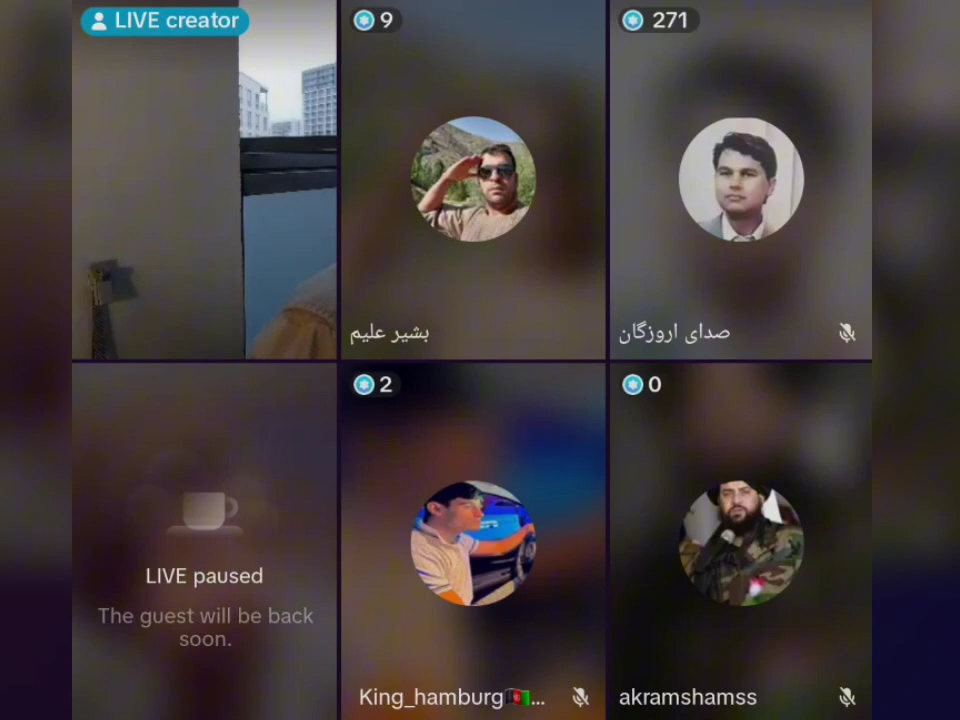 LIVE creator
9
271
بشیر علیم
صدای اروزگان
LIVE paused
The guest will be back
soon.
2
0
King_hamburg🇦🇫...
akramshamss